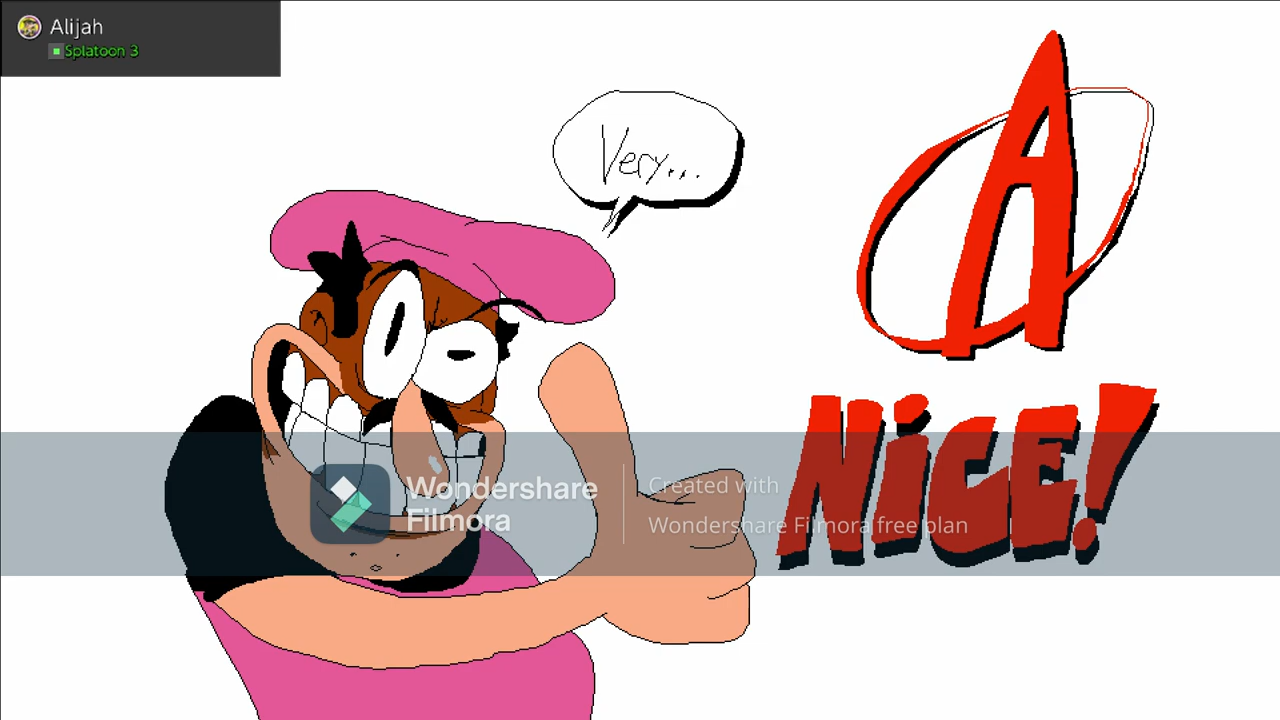 Alijah
Splatoon 3
Very...
A
NiCE!
Wondershare
Filmora
Created with
Wondershare Filmora free plan